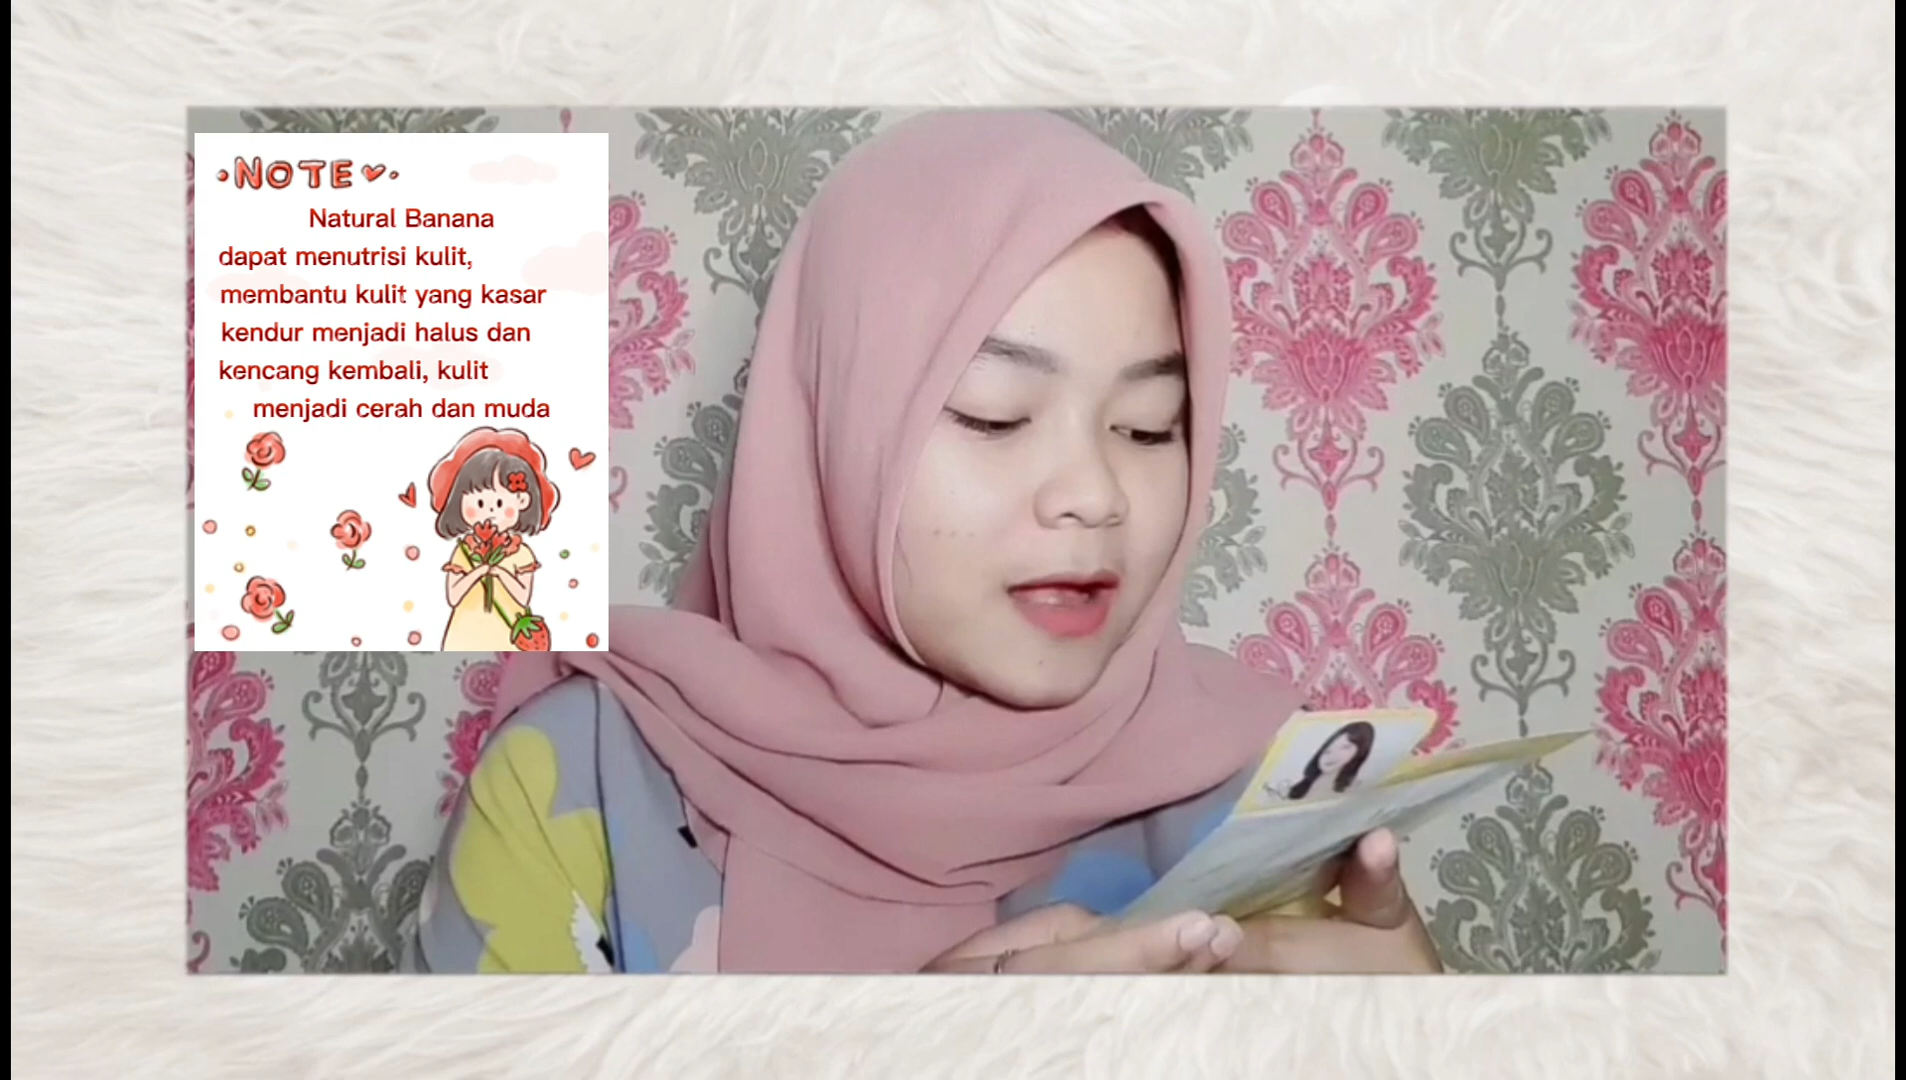 NOTE
Natural Banana
dapat menutrisi kulit,
membantu kulit yang kasar
kendur menjadi halus dan
kencang kembali, kulit
menjadi cerah dan muda